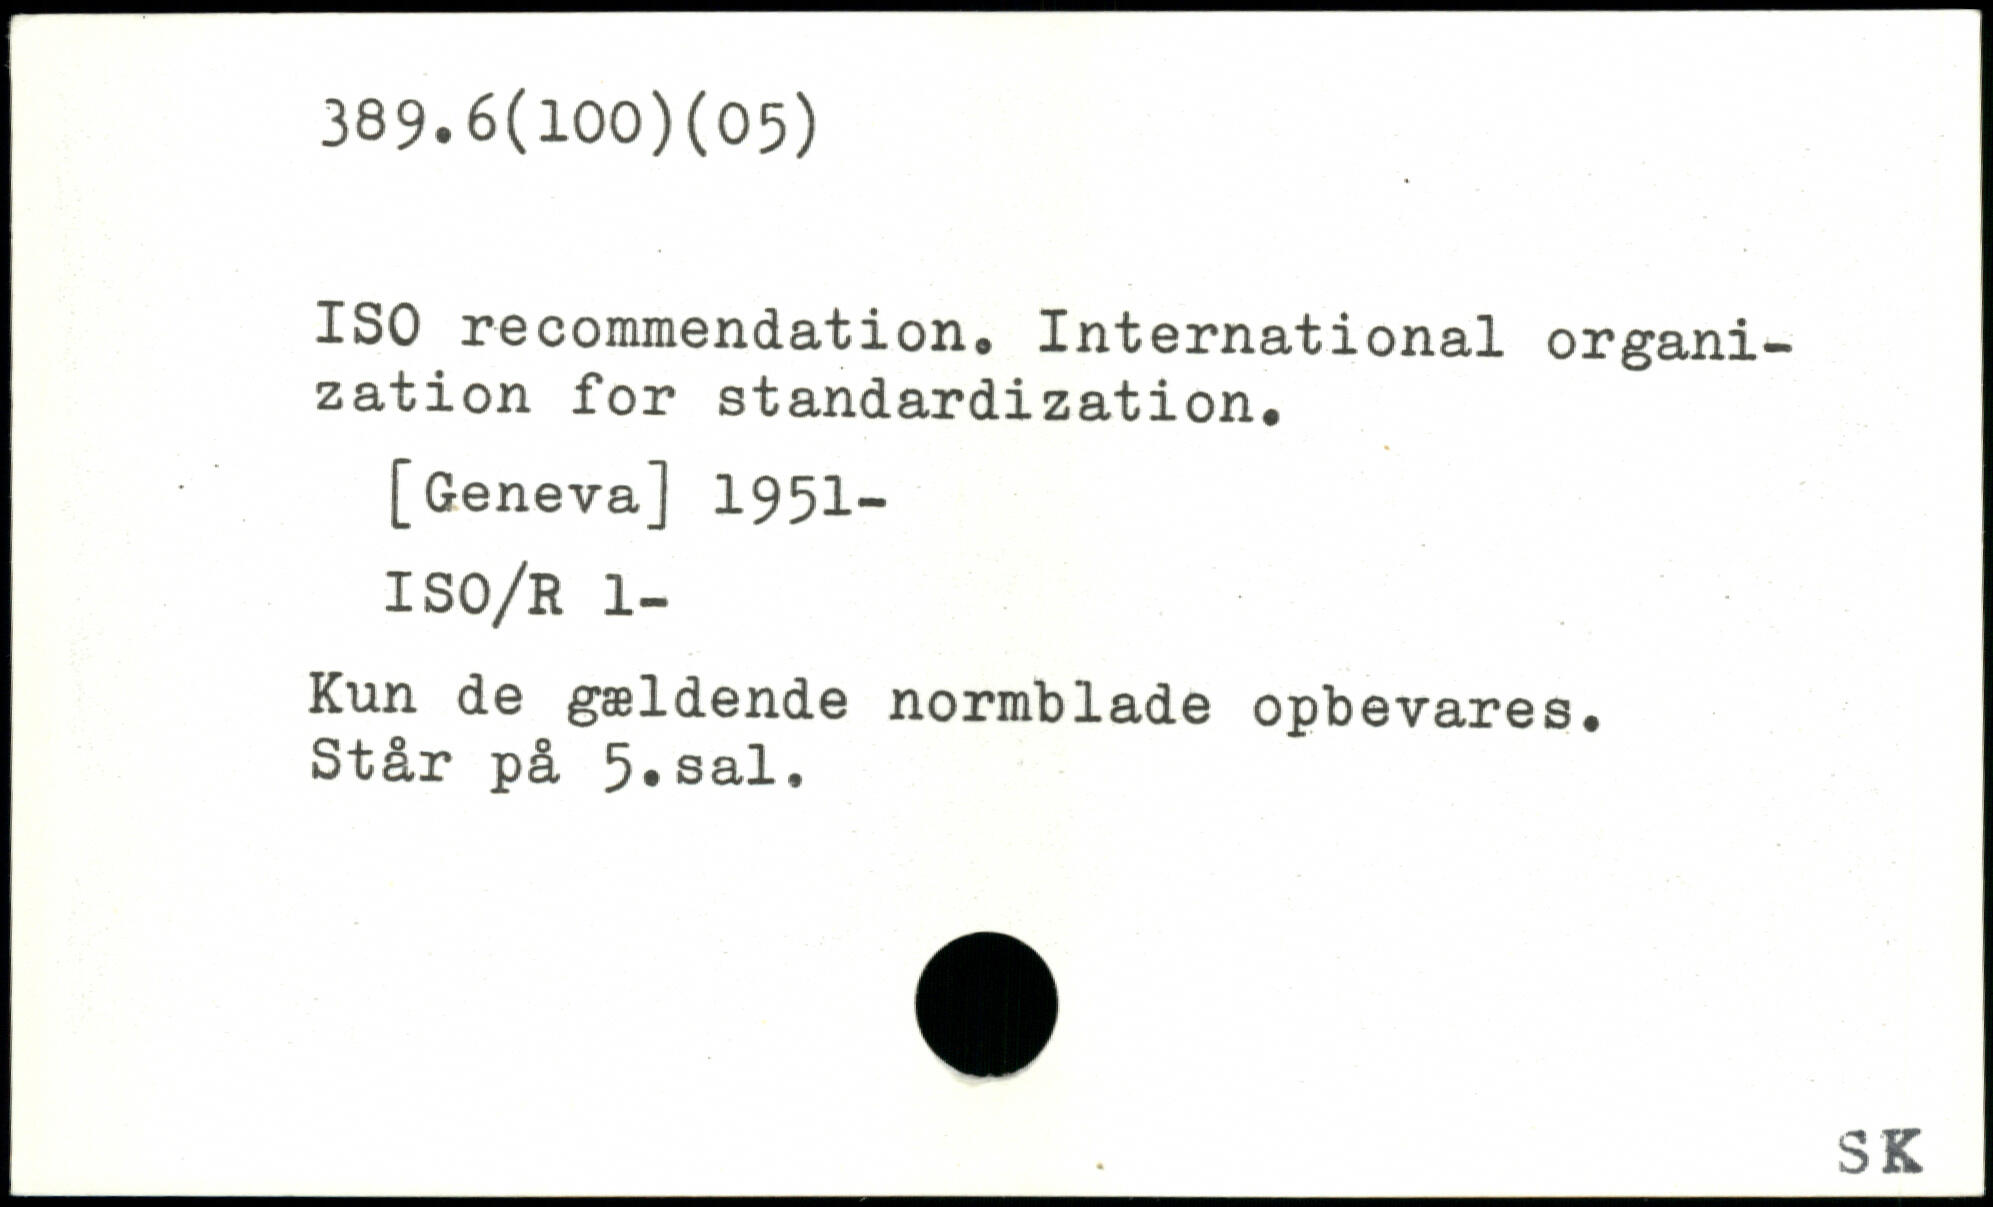 389.6(100)(05)
ISO recommendation. International organi-
zation for standardization.
[Geneva] 1951-
ISO/R 1-
Kun de gældende normblade opbevares.
Står på 5.sal.
SK